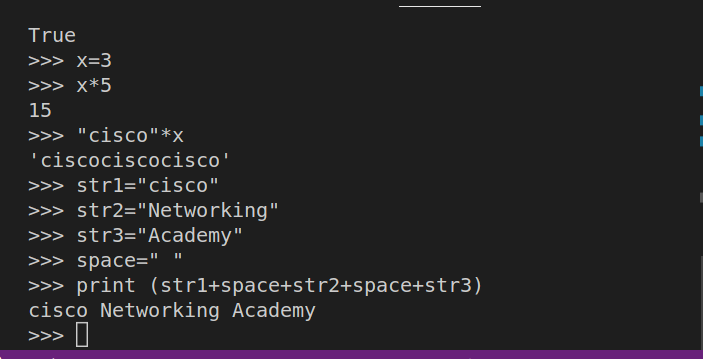 True
>>> x=3
>>> x*5
15
>>> "cisco"*x
'ciscociscocisco'
>>> str1="cisco"
>>> str2="Networking"
>>> str3="Academy"
>>> space=" "
>>> print (str1+space+str2+space+str3)
cisco Networking Academy
>>>